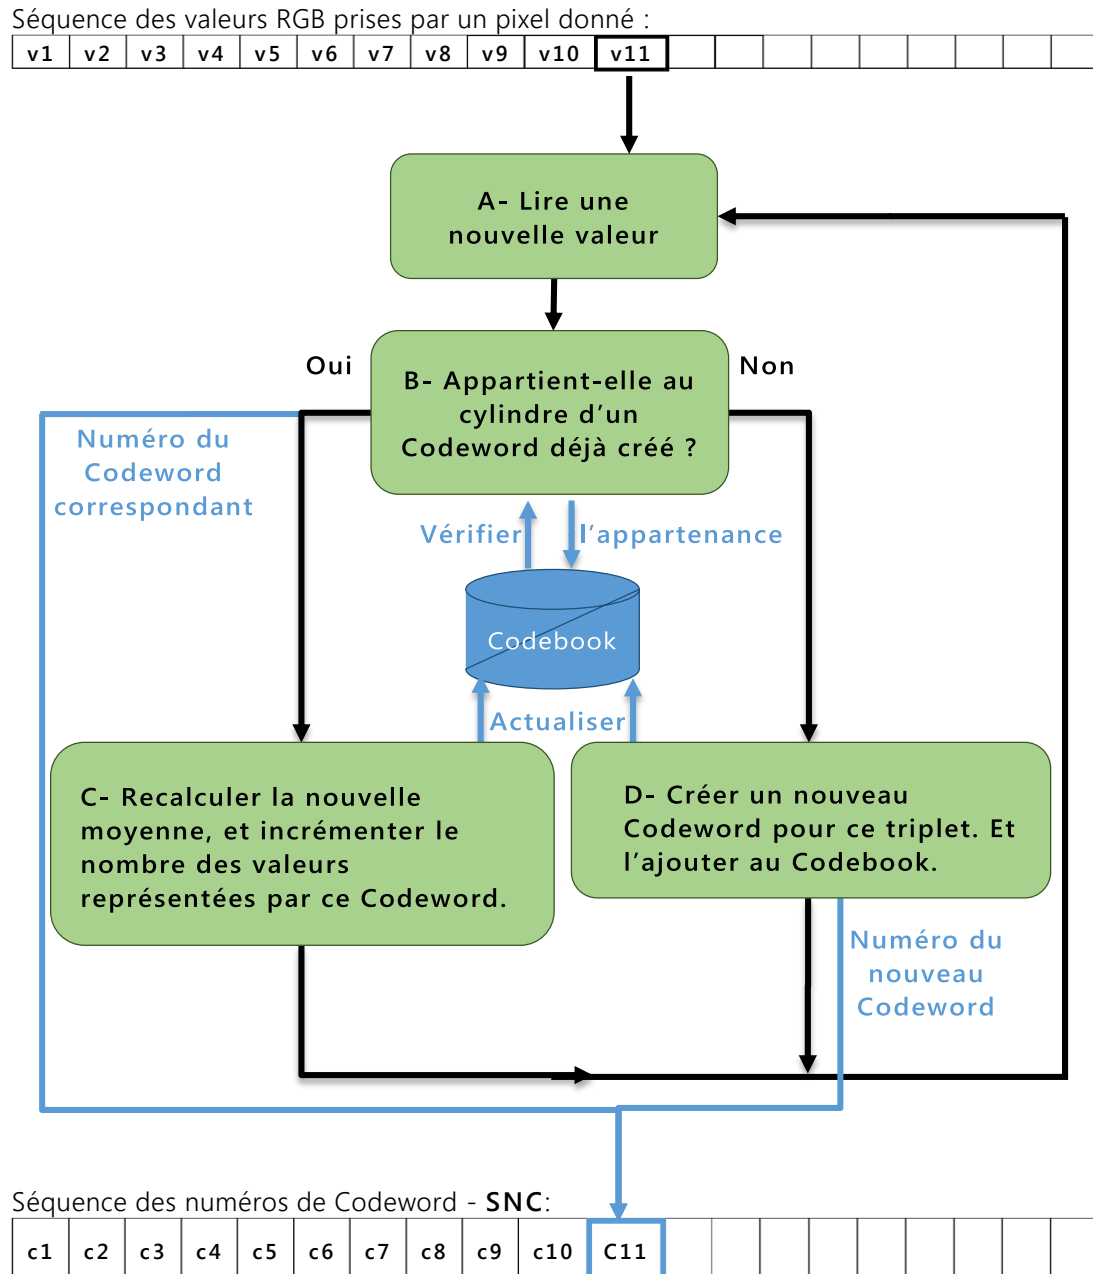 Séquence des valeurs RGB prises par un pixel donné :
v1 v2 v3 v4 v5 v6 v7 v8 v9 v10 v11
A- Lire une
nouvelle valeur
Oui
Non
B- Appartient-elle au
cylindre d’un
Codeword déjà créé ?
Numéro du
Codeword
correspondant
Vérifier l’appartenance
Codebook
Actualiser
C- Recalculer la nouvelle
moyenne, et incrémenter le
nombre des valeurs
représentées par ce Codeword.
D- Créer un nouveau
Codeword pour ce triplet. Et
l’ajouter au Codebook.
Numéro du
nouveau
Codeword
Séquence des numéros de Codeword - SNC:
c1 c2 c3 c4 c5 c6 c7 c8 c9 c10 C11